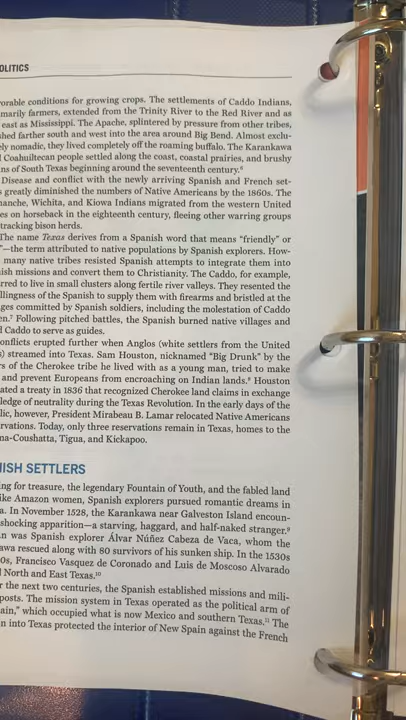 OLITICS
orable conditions for growing crops. The settlements of Caddo Indians,
marily farmers, extended from the Trinity River to the Red River and as
east as Mississippi. The Apache, splintered by pressure from other tribes,
hed farther south and west into the area around Big Bend. Almost exclu-
ely nomadic, they lived completely off the roaming buffalo. The Karankawa
Coahuiltecan people settled along the coast, coastal prairies, and brushy
ns of South Texas beginning around the seventeenth century.⁶
Disease and conflict with the newly arriving Spanish and French set-
s greatly diminished the numbers of Native Americans by the 1860s. The
anche, Wichita, and Kiowa Indians migrated from the western United
es on horseback in the eighteenth century, fleeing other warring groups
tracking bison herds.
The name Texas derives from a Spanish word that means “friendly” or
”—the term attributed to native populations by Spanish explorers. How-
many native tribes resisted Spanish attempts to integrate them into
ish missions and convert them to Christianity. The Caddo, for example,
rred to live in small clusters along fertile river valleys. They resented the
llingness of the Spanish to supply them with firearms and bristled at the
ges committed by Spanish soldiers, including the molestation of Caddo
en.⁷ Following pitched battles, the Spanish burned native villages and
d Caddo to serve as guides.
onflicts erupted further when Anglos (white settlers from the United
s) streamed into Texas. Sam Houston, nicknamed “Big Drunk” by the
rs of the Cherokee tribe he lived with as a young man, tried to make
and prevent Europeans from encroaching on Indian lands.⁸ Houston
ated a treaty in 1836 that recognized Cherokee land claims in exchange
ledge of neutrality during the Texas Revolution. In the early days of the
lic, however, President Mirabeau B. Lamar relocated Native Americans
rvations. Today, only three reservations remain in Texas, homes to the
ma-Coushatta, Tigua, and Kickapoo.
NISH SETTLERS
ing for treasure, the legendary Fountain of Youth, and the fabled land
ike Amazon women, Spanish explorers pursued romantic dreams in
a. In November 1528, the Karankawa near Galveston Island encoun-
shocking apparition—a starving, haggard, and half-naked stranger.⁹
n was Spanish explorer Álvar Núñez Cabeza de Vaca, whom the
awa rescued along with 80 survivors of his sunken ship. In the 1530s
0s, Francisco Vasquez de Coronado and Luis de Moscoso Alvarado
North and East Texas.¹⁰
r the next two centuries, the Spanish established missions and mili-
posts. The mission system in Texas operated as the political arm of
ain,” which occupied what is now Mexico and southern Texas.¹¹ The
n into Texas protected the interior of New Spain against the French